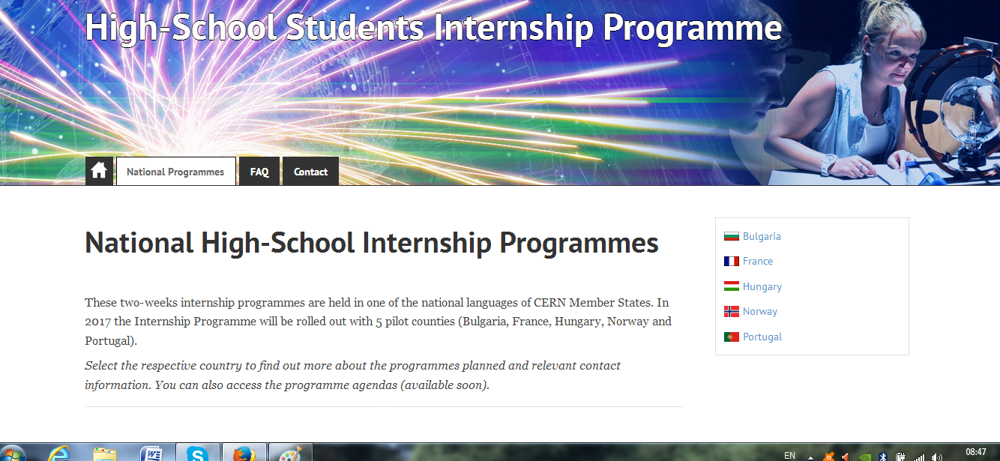 High-School Students Internship Programme
National Programmes
FAQ
Contact
National High-School Internship Programmes
These two-weeks internship programmes are held in one of the national languages of CERN Member States. In
2017 the Internship Programme will be rolled out with 5 pilot counties (Bulgaria, France, Hungary, Norway and
Portugal).
Select the respective country to find out more about the programmes planned and relevant contact
information. You can also access the programme agendas (available soon).
Bulgaria
France
Hungary
Norway
Portugal
EN
08:47